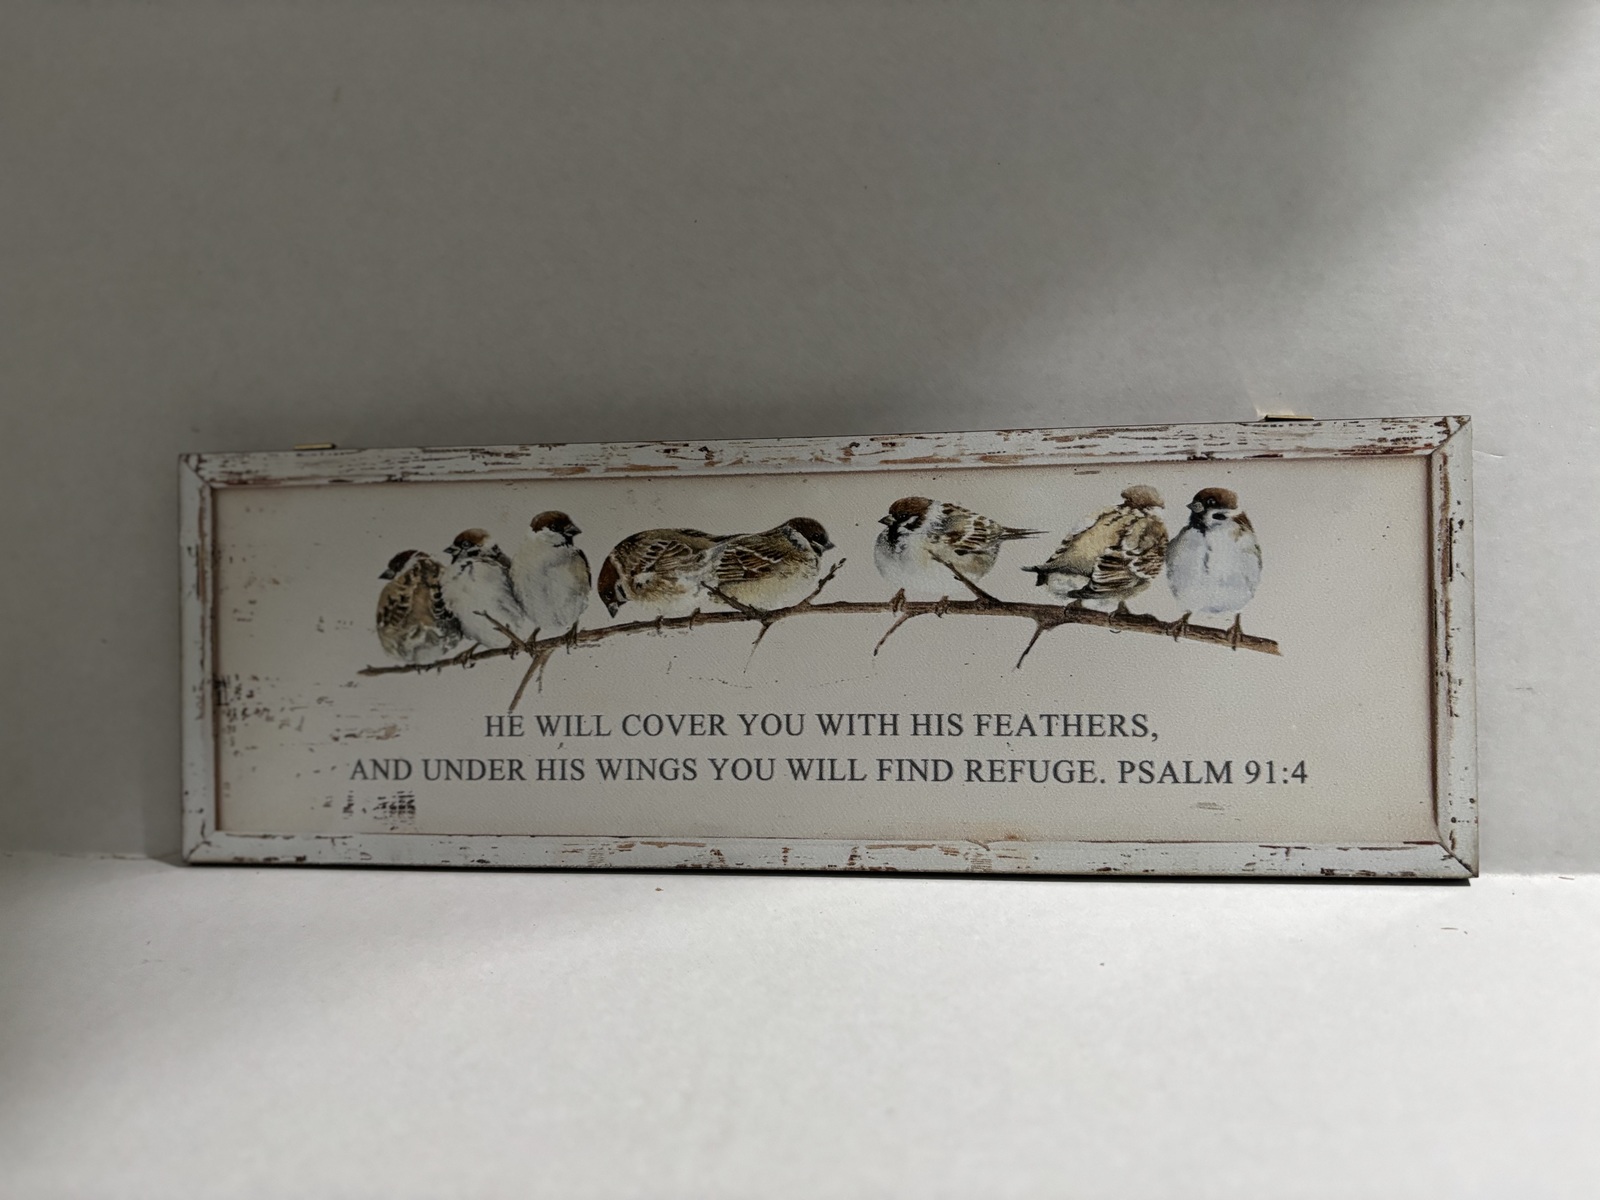 HE WILL COVER YOU WITH HIS FEATHERS,
AND UNDER HIS WINGS YOU WILL FIND REFUGE. PSALM 91:4